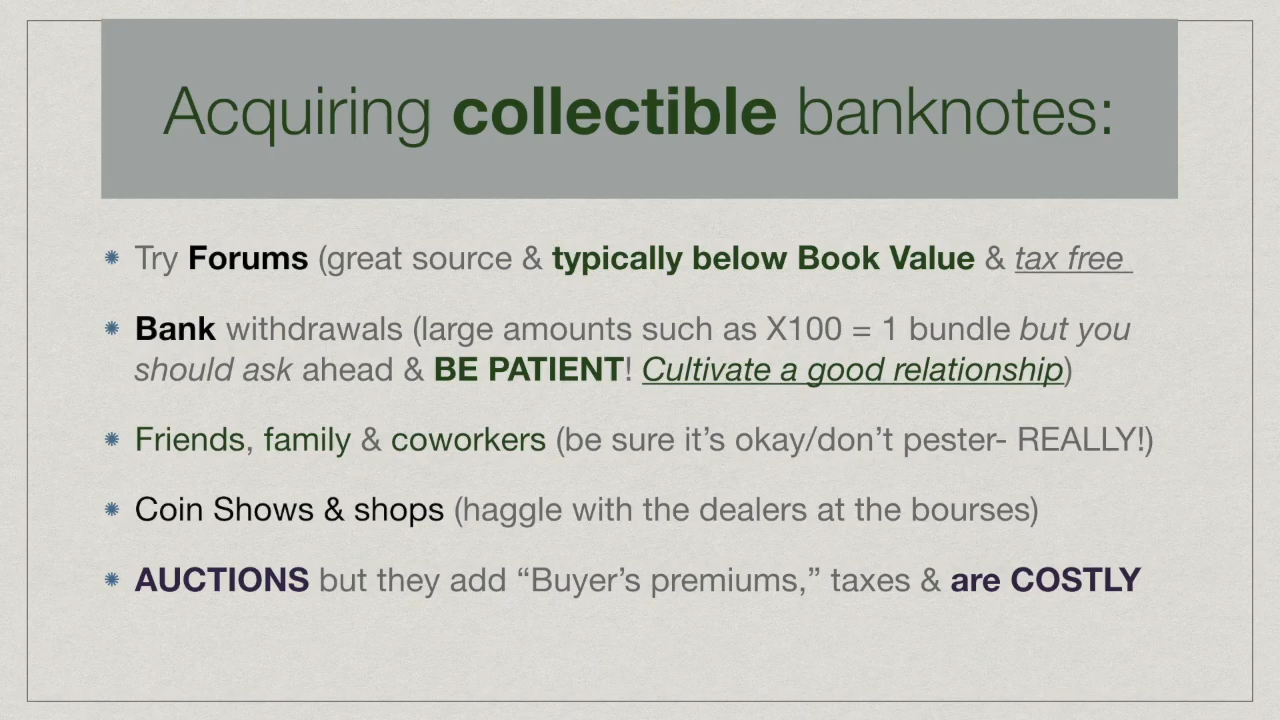 Acquiring collectible banknotes:
Try Forums (great source & typically below Book Value & tax free
Bank withdrawals (large amounts such as X100 = 1 bundle but you
should ask ahead & BE PATIENT! Cultivate a good relationship)
Friends, family & coworkers (be sure it’s okay/don’t pester- REALLY!)
Coin Shows & shops (haggle with the dealers at the bourses)
AUCTIONS but they add “Buyer’s premiums,” taxes & are COSTLY